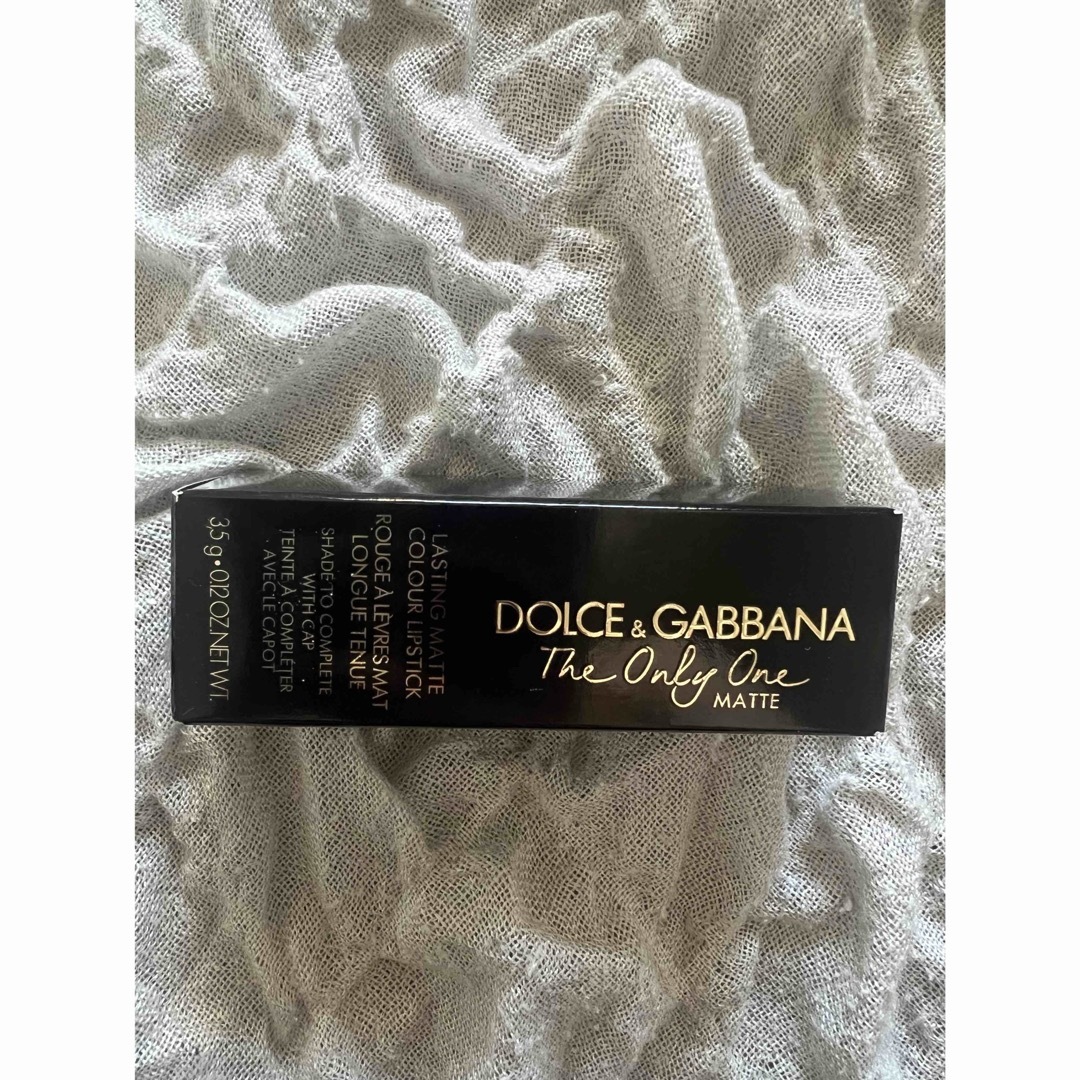 DOLCE & GABBANA
The Only One
MATTE
LASTING MATTE
COLOUR LIPSTICK
ROUGE À LÈVRES MAT
LONGUE TENUE
SHADE TO COMPLETE
WITH CAP
TEINTE À COMPLÉTER
AVEC LE CAPOT
3,5 g • 0.12 OZ. NET WT.